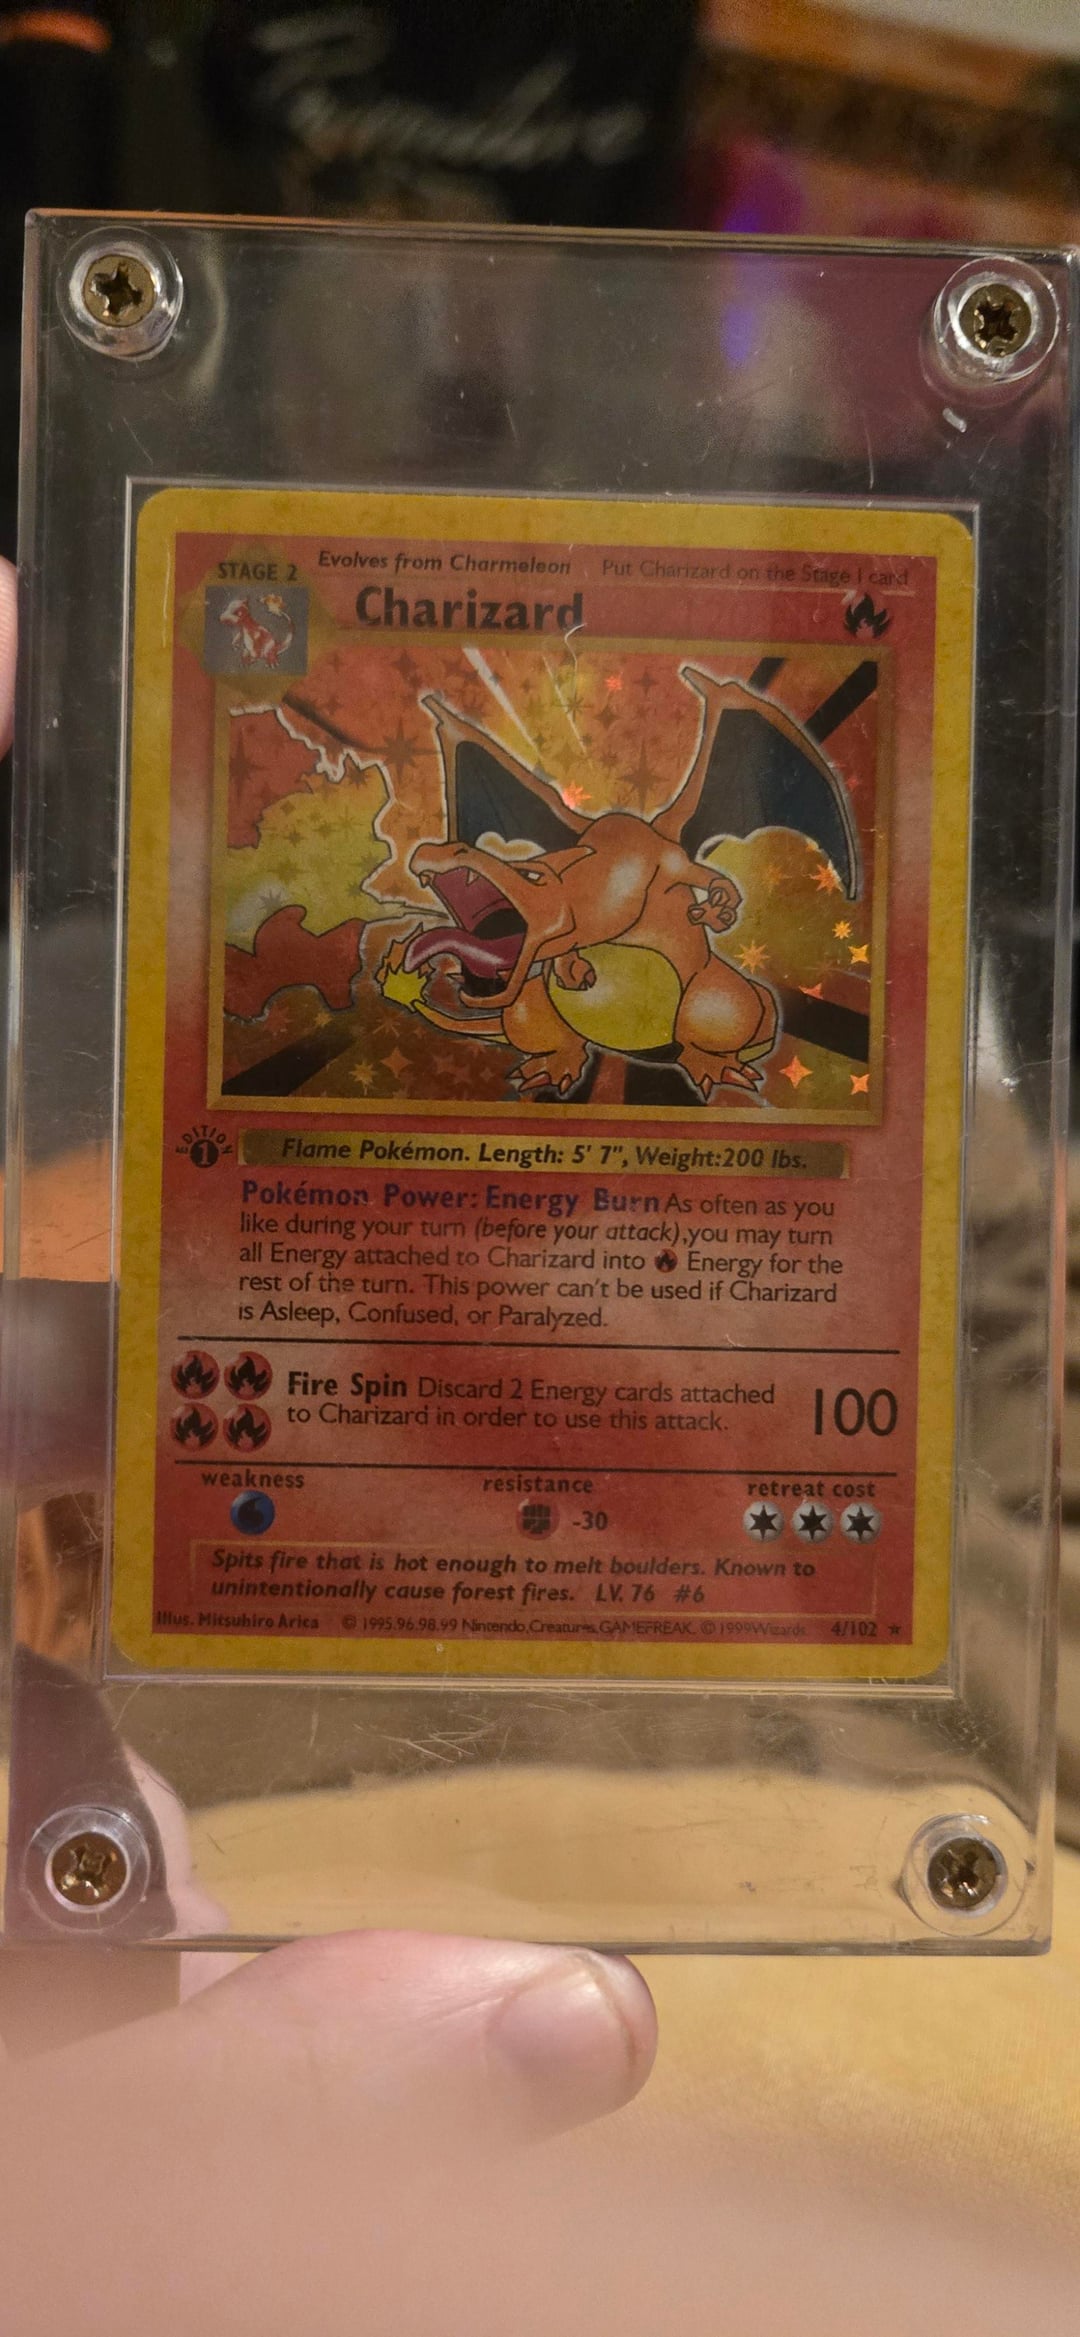 Evolves from Charmeleon Put Charizard on the Stage 1 card
STAGE 2
Charizard
EDITION
1
Flame Pokémon. Length: 5' 7", Weight:200 lbs.
Pokémon Power: Energy Burn As often as you
like during your turn (before your attack),you may turn
all Energy attached to Charizard into Energy for the
rest of the turn. This power can't be used if Charizard
is Asleep, Confused, or Paralyzed.
Fire Spin Discard 2 Energy cards attached
to Charizard in order to use this attack. 100
weakness resistance retreat cost
-30
Spits fire that is hot enough to melt boulders. Known to
unintentionally cause forest fires. LV. 76 #6
Illus. Mitsuhiro Arica © 1995.96.98.99 Nintendo,Creatures,GAMEFREAK. © 1999Wizards. 4/102 ★